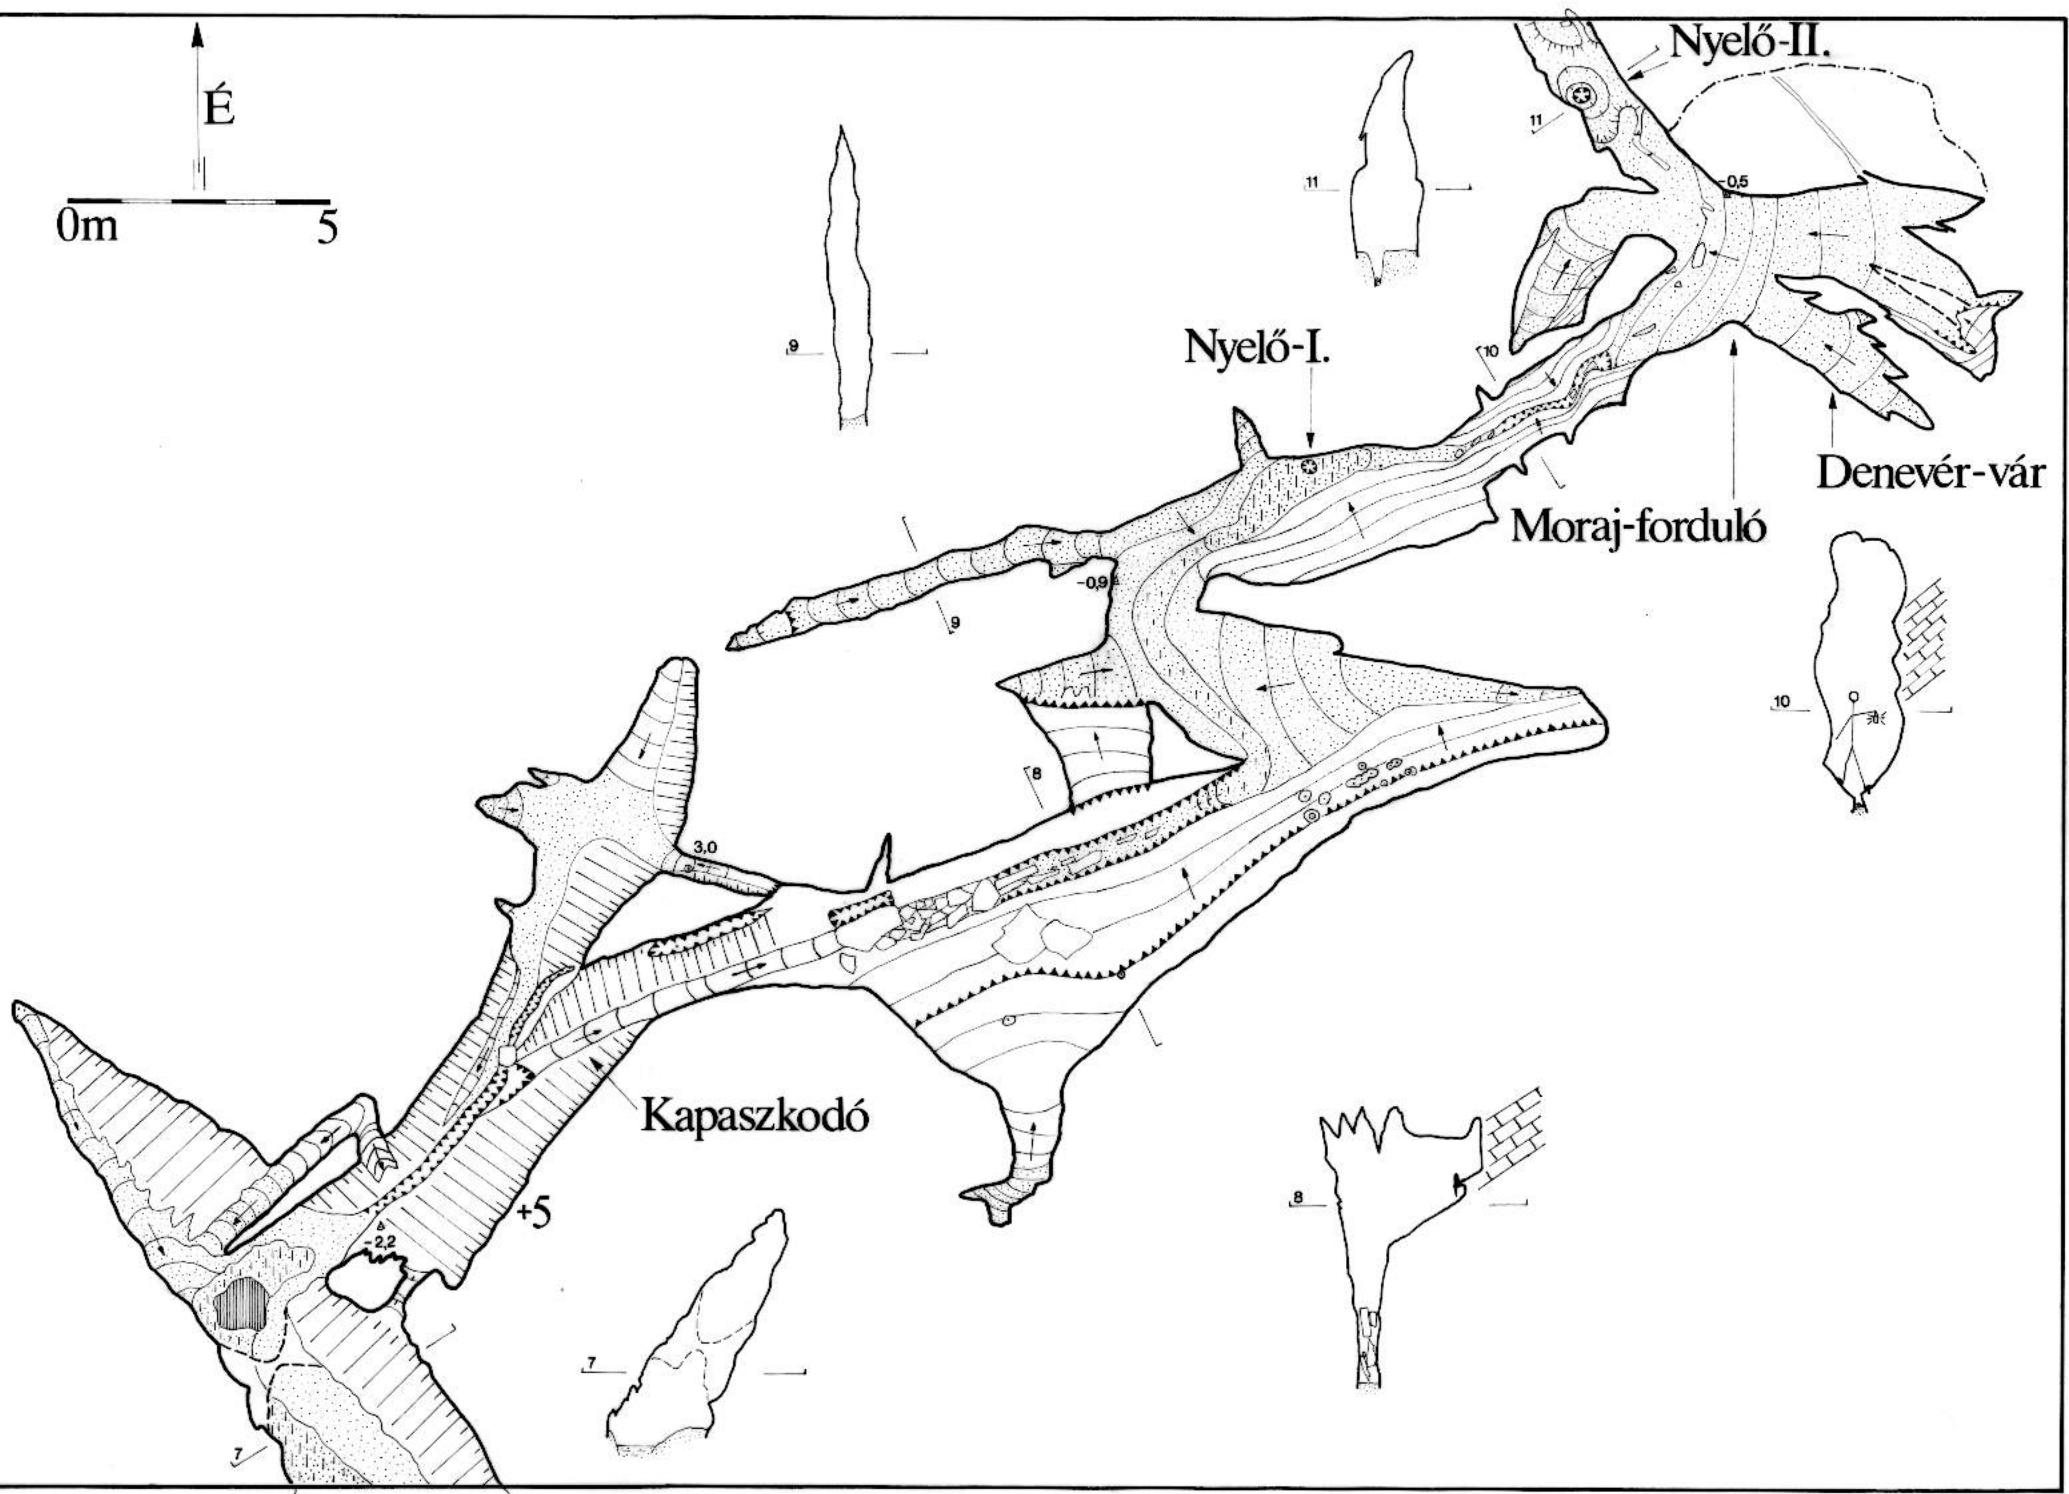 Nyelő-II.
É
11
11
0m 5
-0,5
9
Nyelő-I.
10
Denevér-vár
Moraj-forduló
-0,9
9
10
8
3,0
Kapaszkodó
8
+5
-2,2
7
7